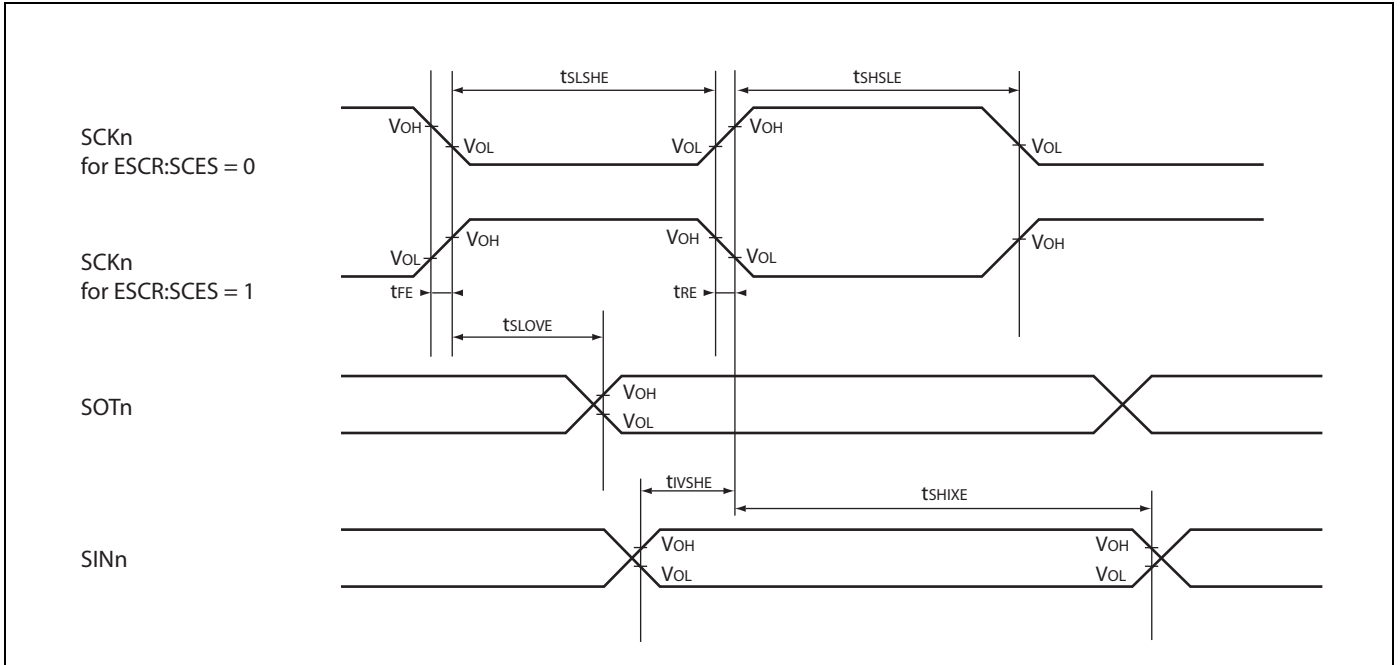 tSLSHE
tSHSLE
SCKn
for ESCR:SCES = 0
VOH
VOL
VOL
VOH
VOL
SCKn
for ESCR:SCES = 1
VOL
VOH
VOH
VOL
VOH
tFE
tRE
tSLOVE
SOTn
VOH
VOL
tIVSHE
tSHIXE
SINn
VOH
VOL
VOH
VOL